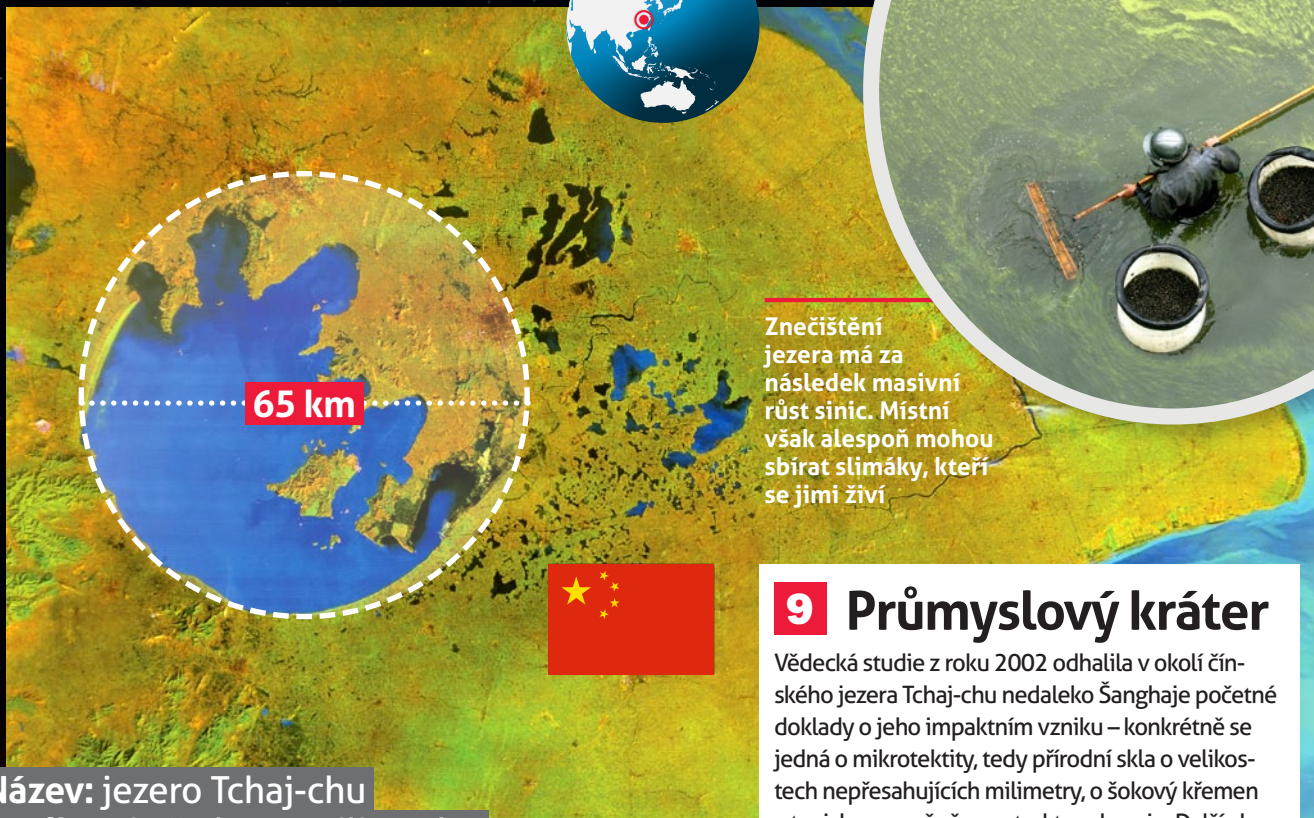 65 km
Znečištění
jezera má za
následek masivní
růst sinic. Místní
však alespoň mohou
sbírat slimáky, kteří
se jimi živí
9 Průmyslový kráter
Vědecká studie z roku 2002 odhalila v okolí čín-
ského jezera Tchaj-chu nedaleko Šanghaje početné
doklady o jeho impaktním vzniku – konkrétně se
jedná o mikrotektity, tedy přírodní skla o velikos-
tech nepřesahujících milimetry, o šokový křemen
Název: jezero Tchaj-chu